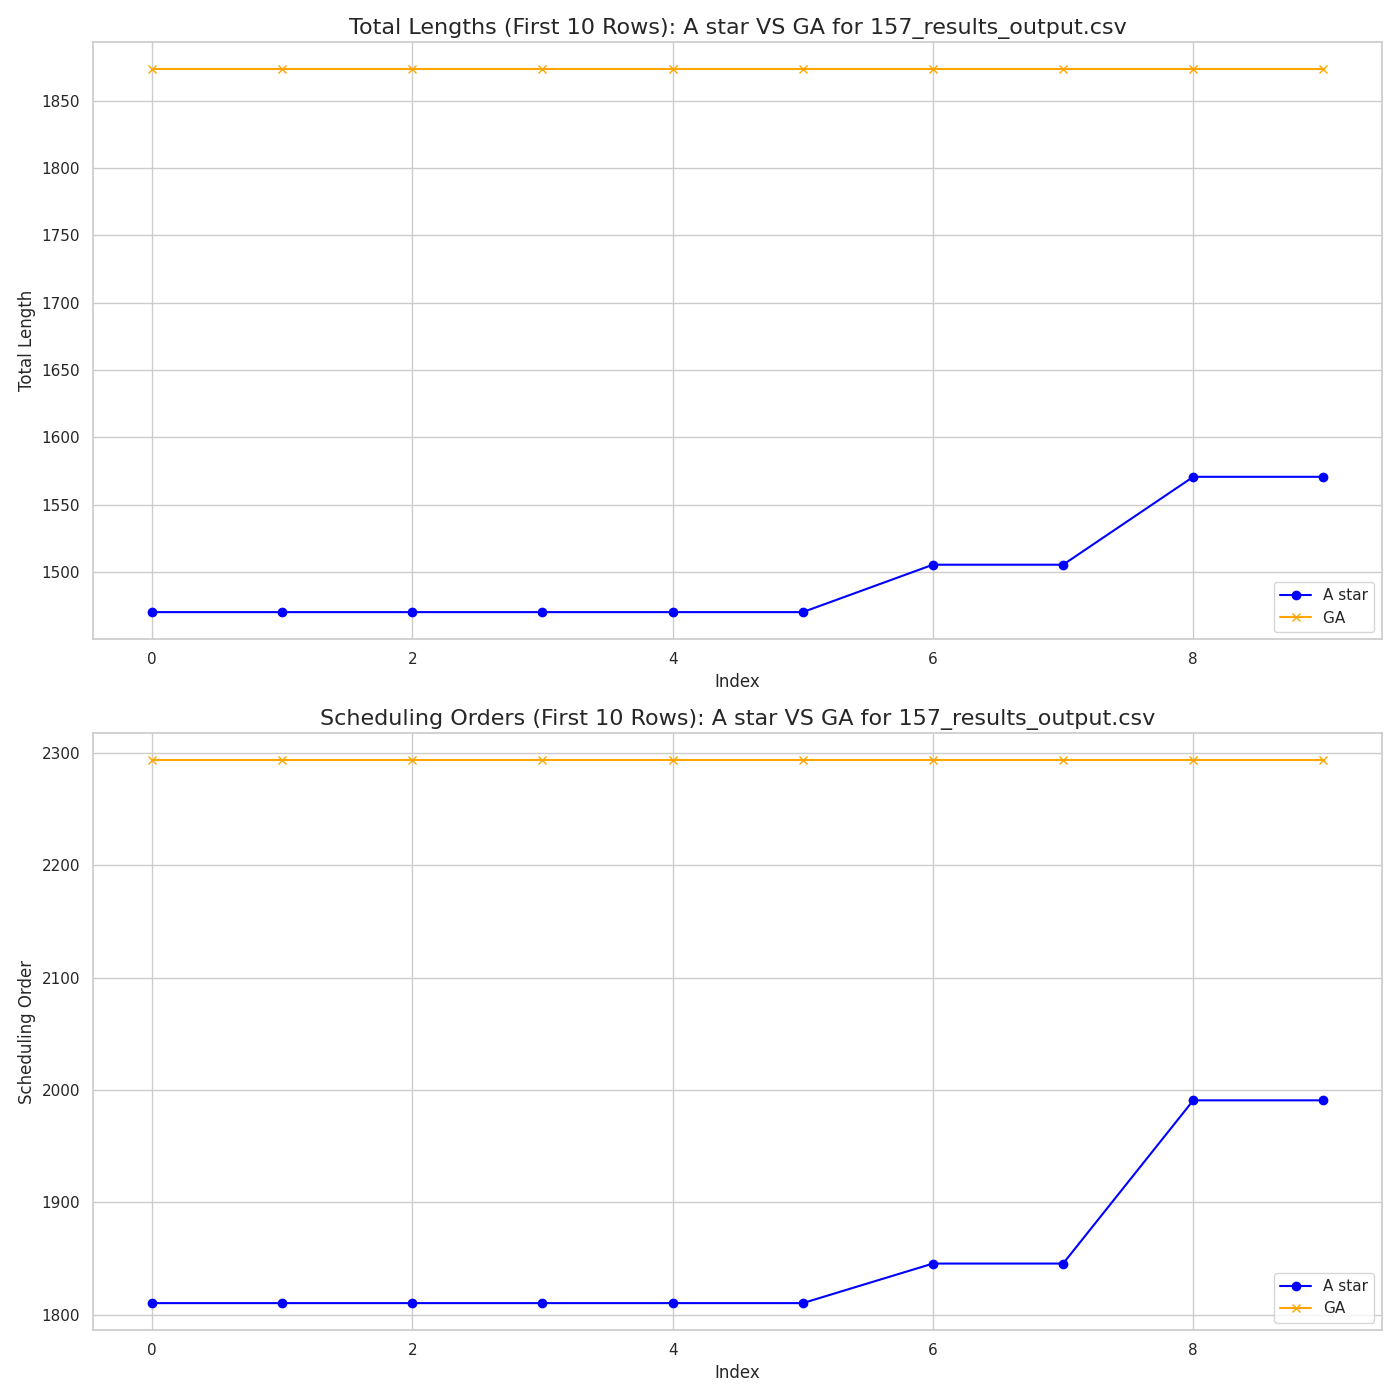 Total Lengths (First 10 Rows): A star VS GA for 157_results_output.csv
Total Length
1850
1800
1750
1700
1650
1600
1550
1500
0 2 4 6 8
Index
A star
GA
Scheduling Orders (First 10 Rows): A star VS GA for 157_results_output.csv
Scheduling Order
2300
2200
2100
2000
1900
1800
0 2 4 6 8
Index
A star
GA